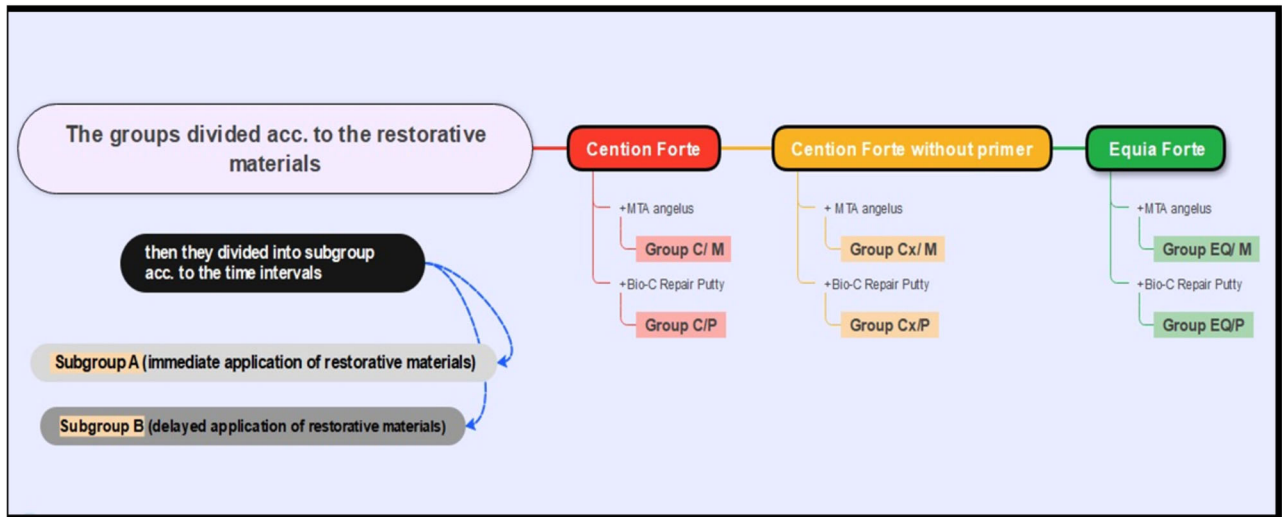 The groups divided acc. to the restorative
materials
Cention Forte
Cention Forte without primer
Equia Forte
+MTA angelus
Group C/ M
+Bio-C Repair Putty
Group C/P
+ MTA angelus
Group Cx/ M
+Bio-C Repair Putty
Group Cx/P
+MTA angelus
Group EQ/ M
+Bio-C Repair Putty
Group EQ/P
then they divided into subgroup
acc. to the time intervals
Subgroup A (immediate application of restorative materials)
Subgroup B (delayed application of restorative materials)